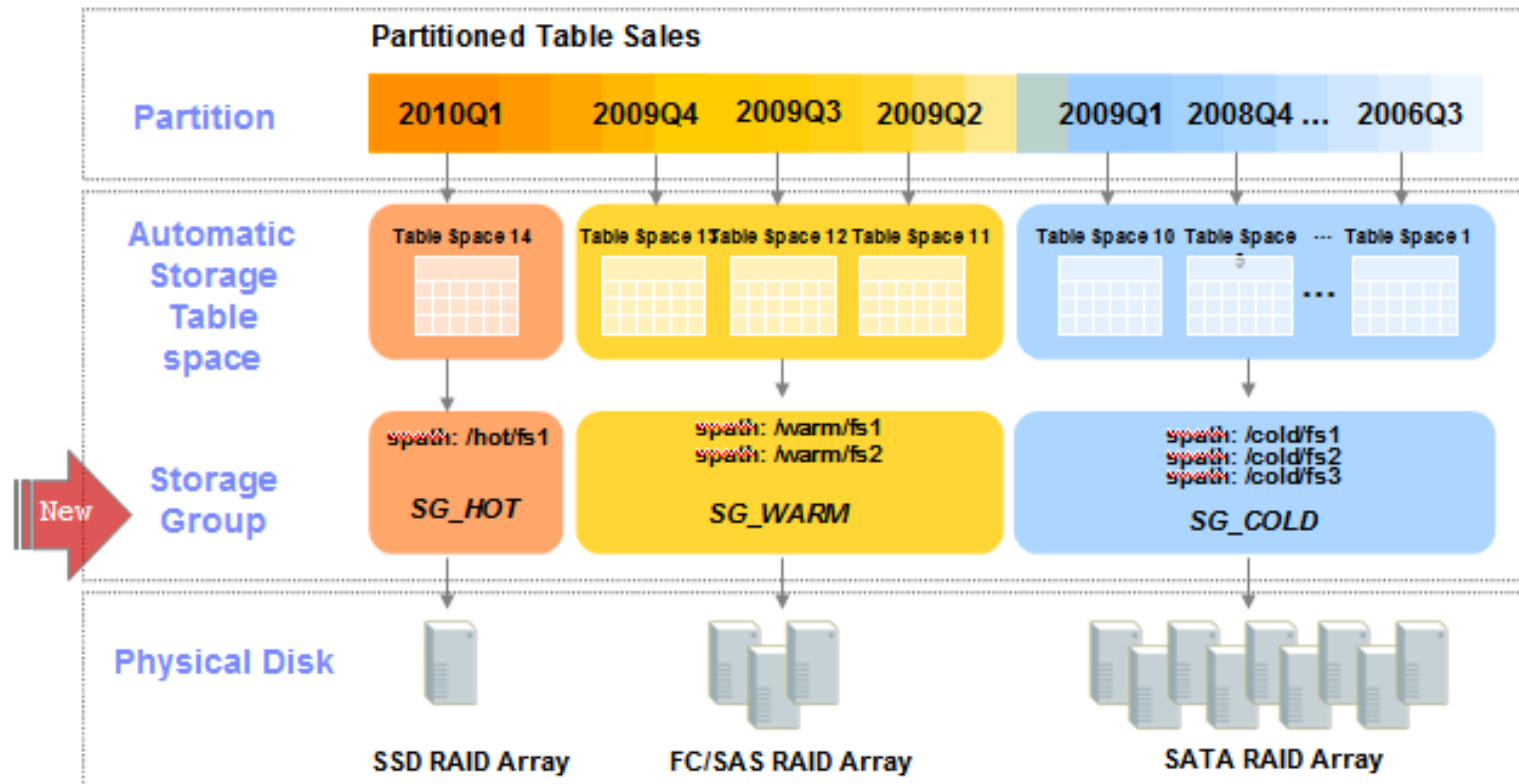 Partitioned Table Sales
Partition
2010Q1 2009Q4 2009Q3 2009Q2 2009Q1 2008Q4 ... 2006Q3
Automatic
Storage
Table
space
Table Space 14 Table Space 13 Table Space 12 Table Space 11 Table Space 10 Table Space ... Table Space 1
...
New
Storage
Group
spath: /hot/fs1
SG_HOT
spath: /warm/fs1
spath: /warm/fs2
SG_WARM
spath: /cold/fs1
spath: /cold/fs2
spath: /cold/fs3
SG_COLD
Physical Disk
SSD RAID Array
FC/SAS RAID Array
SATA RAID Array